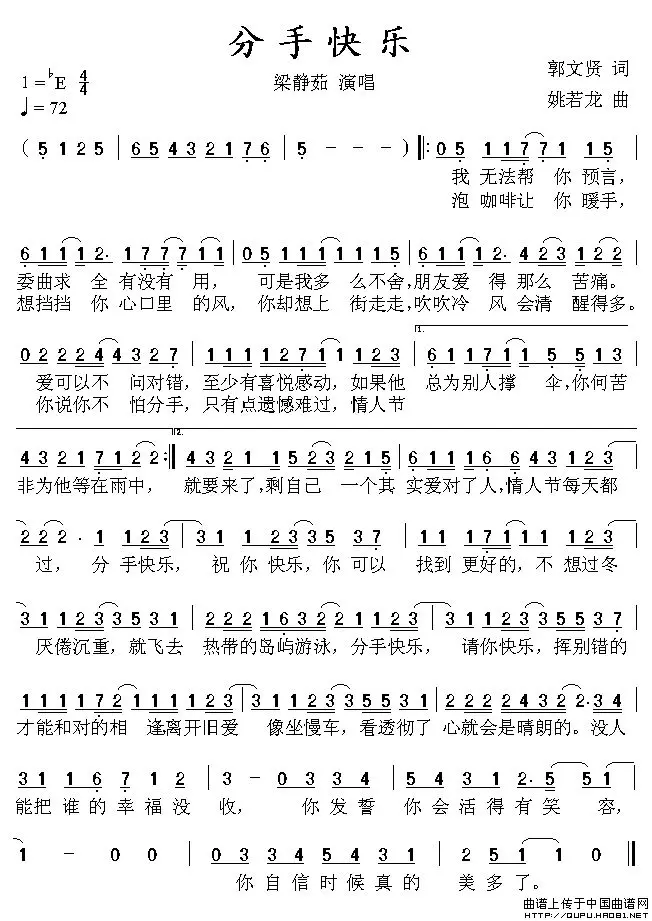 分手快乐
1=♭E 4/4
梁静茹 演唱
郭文贤 词
♩=72
姚若龙 曲
(5 1 2 5 | 6 5 4 3 2 1 7 6 | 5 - - - ) ‖: 0 5 1 1 7 7 1 1 5 |
我 无法帮 你 预言,
泡 咖啡让 你 暖手,
6 1 1 1 1 2. 1 7 7 7 7 1 1 | 0 5 1 1 1 1 1 1 1 5 | 6 1 1 1 1 2. 4 2 3 1 1 2 |
委曲求 全 有没有 用, 可是我多 么不舍,朋友爱 得 那么 苦痛。
想挡挡 你 心口里 的风, 你却想上 街走走,吹吹冷 风 会清 醒得多。
1.
0 2 2 2 2 4 4 3 2 7 | 1 1 1 7 1 1 1 1 1 2 3 | 6 1 1 7 1 1 5 5 1 3 |
爱可以不 问对错, 至少有喜悦感动, 如果他 总为别人撑 伞,你何苦
你说你不 怕分手, 只有点遗憾难过, 情人节
2.
4 3 2 1 7 1 2 2 :‖ 4 3 2 1 1 5 2 3 2 1 5 | 6 1 1 1 6 6 4 3 2 1 1 2 |
非为他等在雨中, 就要来了,剩自己 一个其 实爱对了人,情人节每天都
2 2 2. 1 1 2 3 | 3 1 1 2 3 3 5 3 7 | 1 1 1 1 2 1 1 1 2 3 |
过, 分 手快乐, 祝 你 快乐,你 可以 找到 更好的,不 想过冬
3 1 1 2 3 3 5 3 1 | 2 2 2 1 6 3 2 1 1 2 3 | 3 1 1 2 3 3 5 3 7 |
厌倦沉重,就飞去 热带的岛屿游泳,分手快乐, 请你快乐,挥别错的
1 1 1 1 7 2 1 1 1 2 3 | 3 1 1 2 3 3 5 5 3 1 | 2 2 2 2 4 3 2. 3 3 |
才能和对的相 逢离开旧爱 像坐慢车,看透彻了 心就会是晴朗的。没人
3 1 1 6 7 1 2 | 3 - 0 3 3 4 | 5 4 3 4 3 1 2. 5 5 5 1 |
能把谁的幸福没 收, 你发誓 你会活得有笑 容,
1 - 0 0 | 0 3 3 3 4 3 3 1 | 2 2 1 0 0 |
你自信时候真的 美多了。
曲谱上传于中国曲谱网
http://QUPU.HAO81.NET